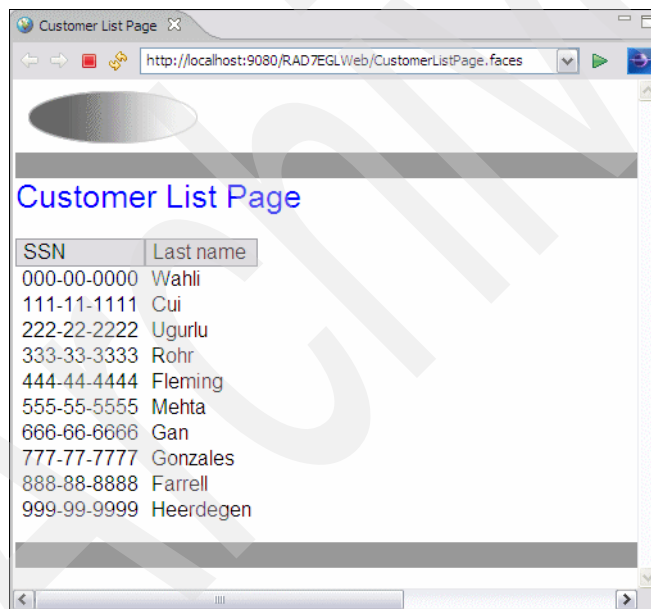 Customer List Page
http://localhost:9080/RAD7EGLWeb/CustomerListPage.faces
Customer List Page
SSN Last name
000-00-0000 Wahli
111-11-1111 Cui
222-22-2222 Ugurlu
333-33-3333 Rohr
444-44-4444 Fleming
555-55-5555 Mehta
666-66-6666 Gan
777-77-7777 Gonzales
888-88-8888 Farrell
999-99-9999 Heerdegen